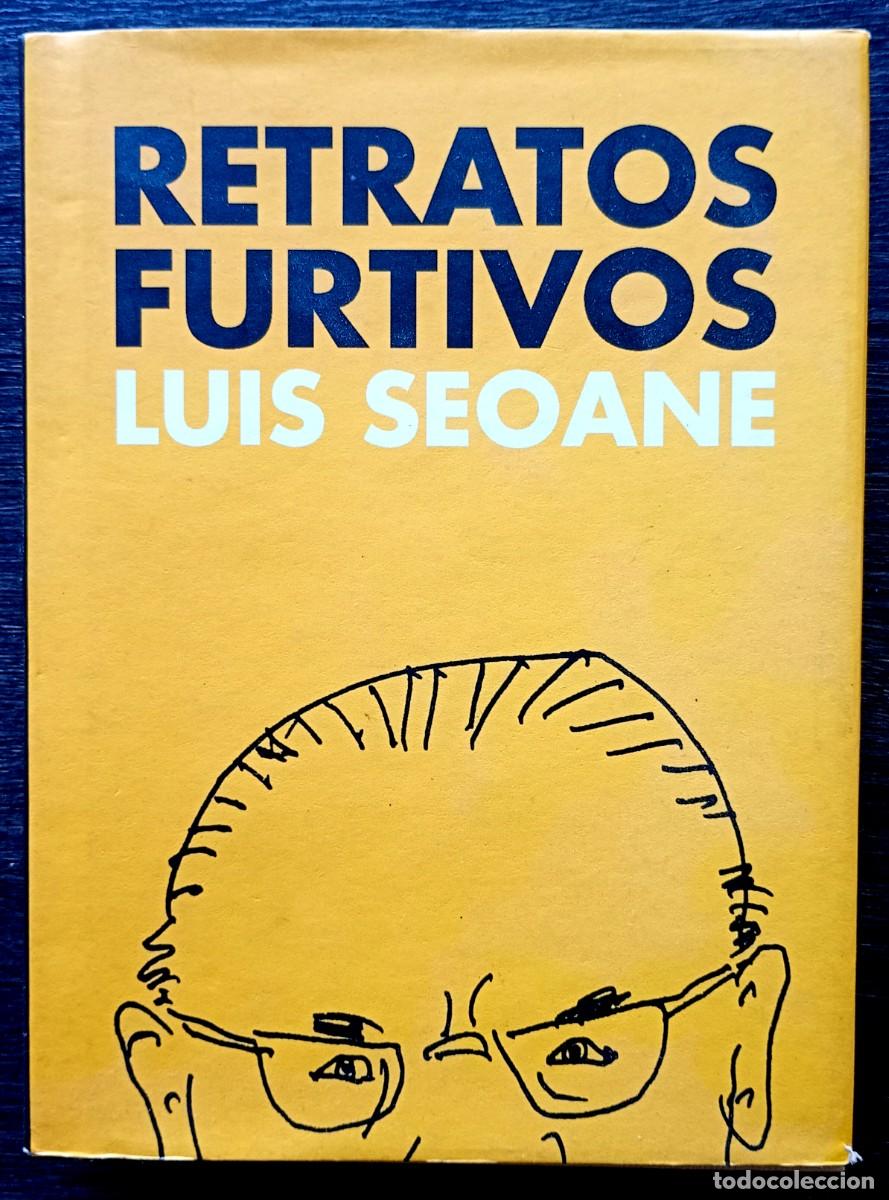 RETRATOS
FURTIVOS
LUIS SEOANE
todocoleccion